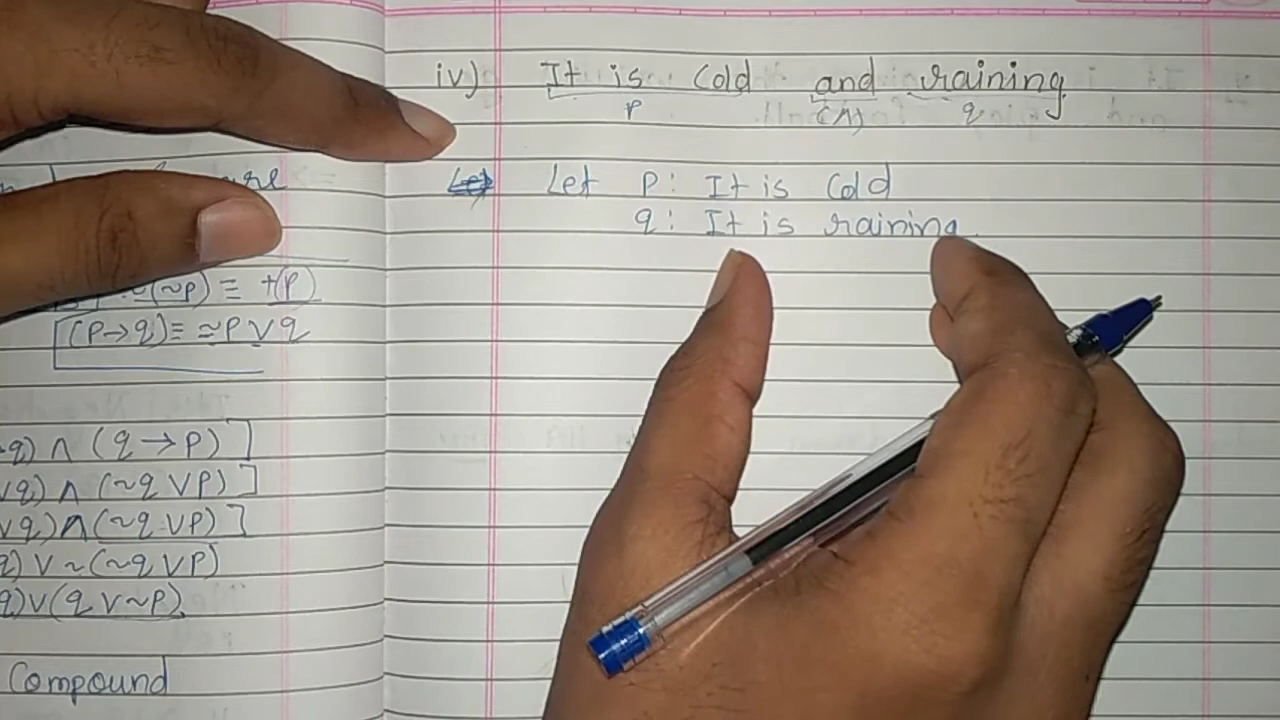 iv) It is Cold and raining.
p (∧) q
Let P: It is Cold
q: It is raining.
(~P) ≡ +(P)
(P→q) ≡ ~P∨q
q) ∧ (q → P)]
∨q) ∧ (~q ∨P)]
∨q) ∧ (~q ∨P)]
q) ∨ ~(~q ∨P)
q)∨(q ∨~P).
Compound